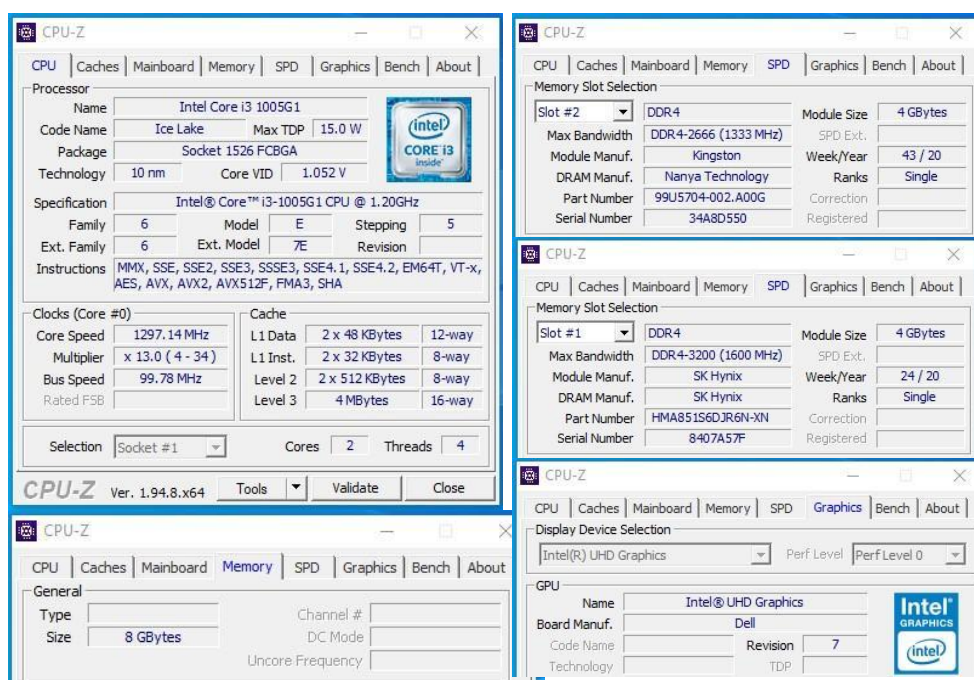 CPU-Z
CPU Caches Mainboard Memory SPD Graphics Bench About
Processor
Name Intel Core i3 1005G1
Code Name Ice Lake Max TDP 15.0 W
Package Socket 1526 FCBGA
Technology 10 nm Core VID 1.052 V
intel
CORE i3
inside
Specification Intel® Core™ i3-1005G1 CPU @ 1.20GHz
Family 6 Model E Stepping 5
Ext. Family 6 Ext. Model 7E Revision
Instructions MMX, SSE, SSE2, SSE3, SSSE3, SSE4.1, SSE4.2, EM64T, VT-x,
AES, AVX, AVX2, AVX512F, FMA3, SHA
Clocks (Core #0)
Core Speed 1297.14 MHz
Multiplier x 13.0 ( 4 - 34 )
Bus Speed 99.78 MHz
Rated FSB
Cache
L1 Data 2 x 48 KBytes 12-way
L1 Inst. 2 x 32 KBytes 8-way
Level 2 2 x 512 KBytes 8-way
Level 3 4 MBytes 16-way
Selection Socket #1 Cores 2 Threads 4
CPU-Z Ver. 1.94.8.x64 Tools Validate Close
CPU-Z
CPU Caches Mainboard Memory SPD Graphics Bench About
General
Type Channel #
Size 8 GBytes DC Mode
Uncore Frequency
CPU-Z
CPU Caches Mainboard Memory SPD Graphics Bench About
Memory Slot Selection
Slot #2 DDR4 Module Size 4 GBytes
Max Bandwidth DDR4-2666 (1333 MHz) SPD Ext.
Module Manuf. Kingston Week/Year 43 / 20
DRAM Manuf. Nanya Technology Ranks Single
Part Number 99U5704-002.A00G Correction
Serial Number 34A8D550 Registered
CPU-Z
CPU Caches Mainboard Memory SPD Graphics Bench About
Memory Slot Selection
Slot #1 DDR4 Module Size 4 GBytes
Max Bandwidth DDR4-3200 (1600 MHz) SPD Ext.
Module Manuf. SK Hynix Week/Year 24 / 20
DRAM Manuf. SK Hynix Ranks Single
Part Number HMA851S6DJR6N-XN Correction
Serial Number 8407A57F Registered
CPU-Z
CPU Caches Mainboard Memory SPD Graphics Bench About
Display Device Selection
Intel(R) UHD Graphics Perf Level Perf Level 0
GPU
Name Intel® UHD Graphics
Board Manuf. Dell
Code Name Revision 7
Technology TDP
Intel®
GRAPHICS
intel